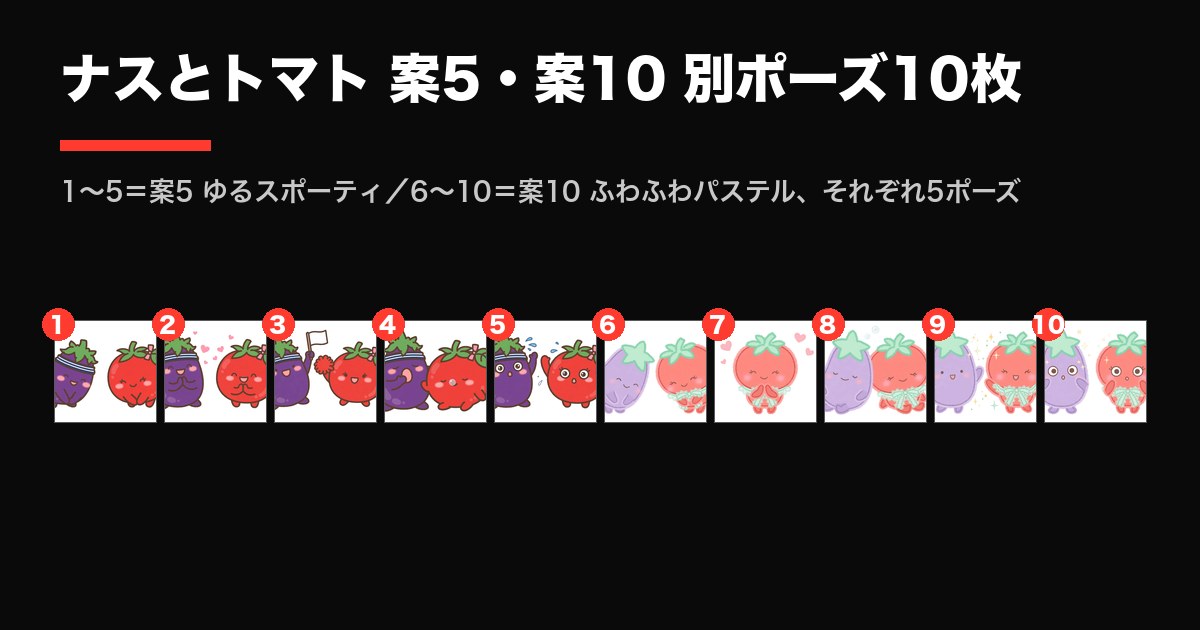 ナスとトマト 案5・案10 別ポーズ10枚
1〜5＝案5 ゆるスポーティ／6〜10＝案10 ふわふわパステル、それぞれ5ポーズ
1 2 3 4 5 6 7 8 9 10